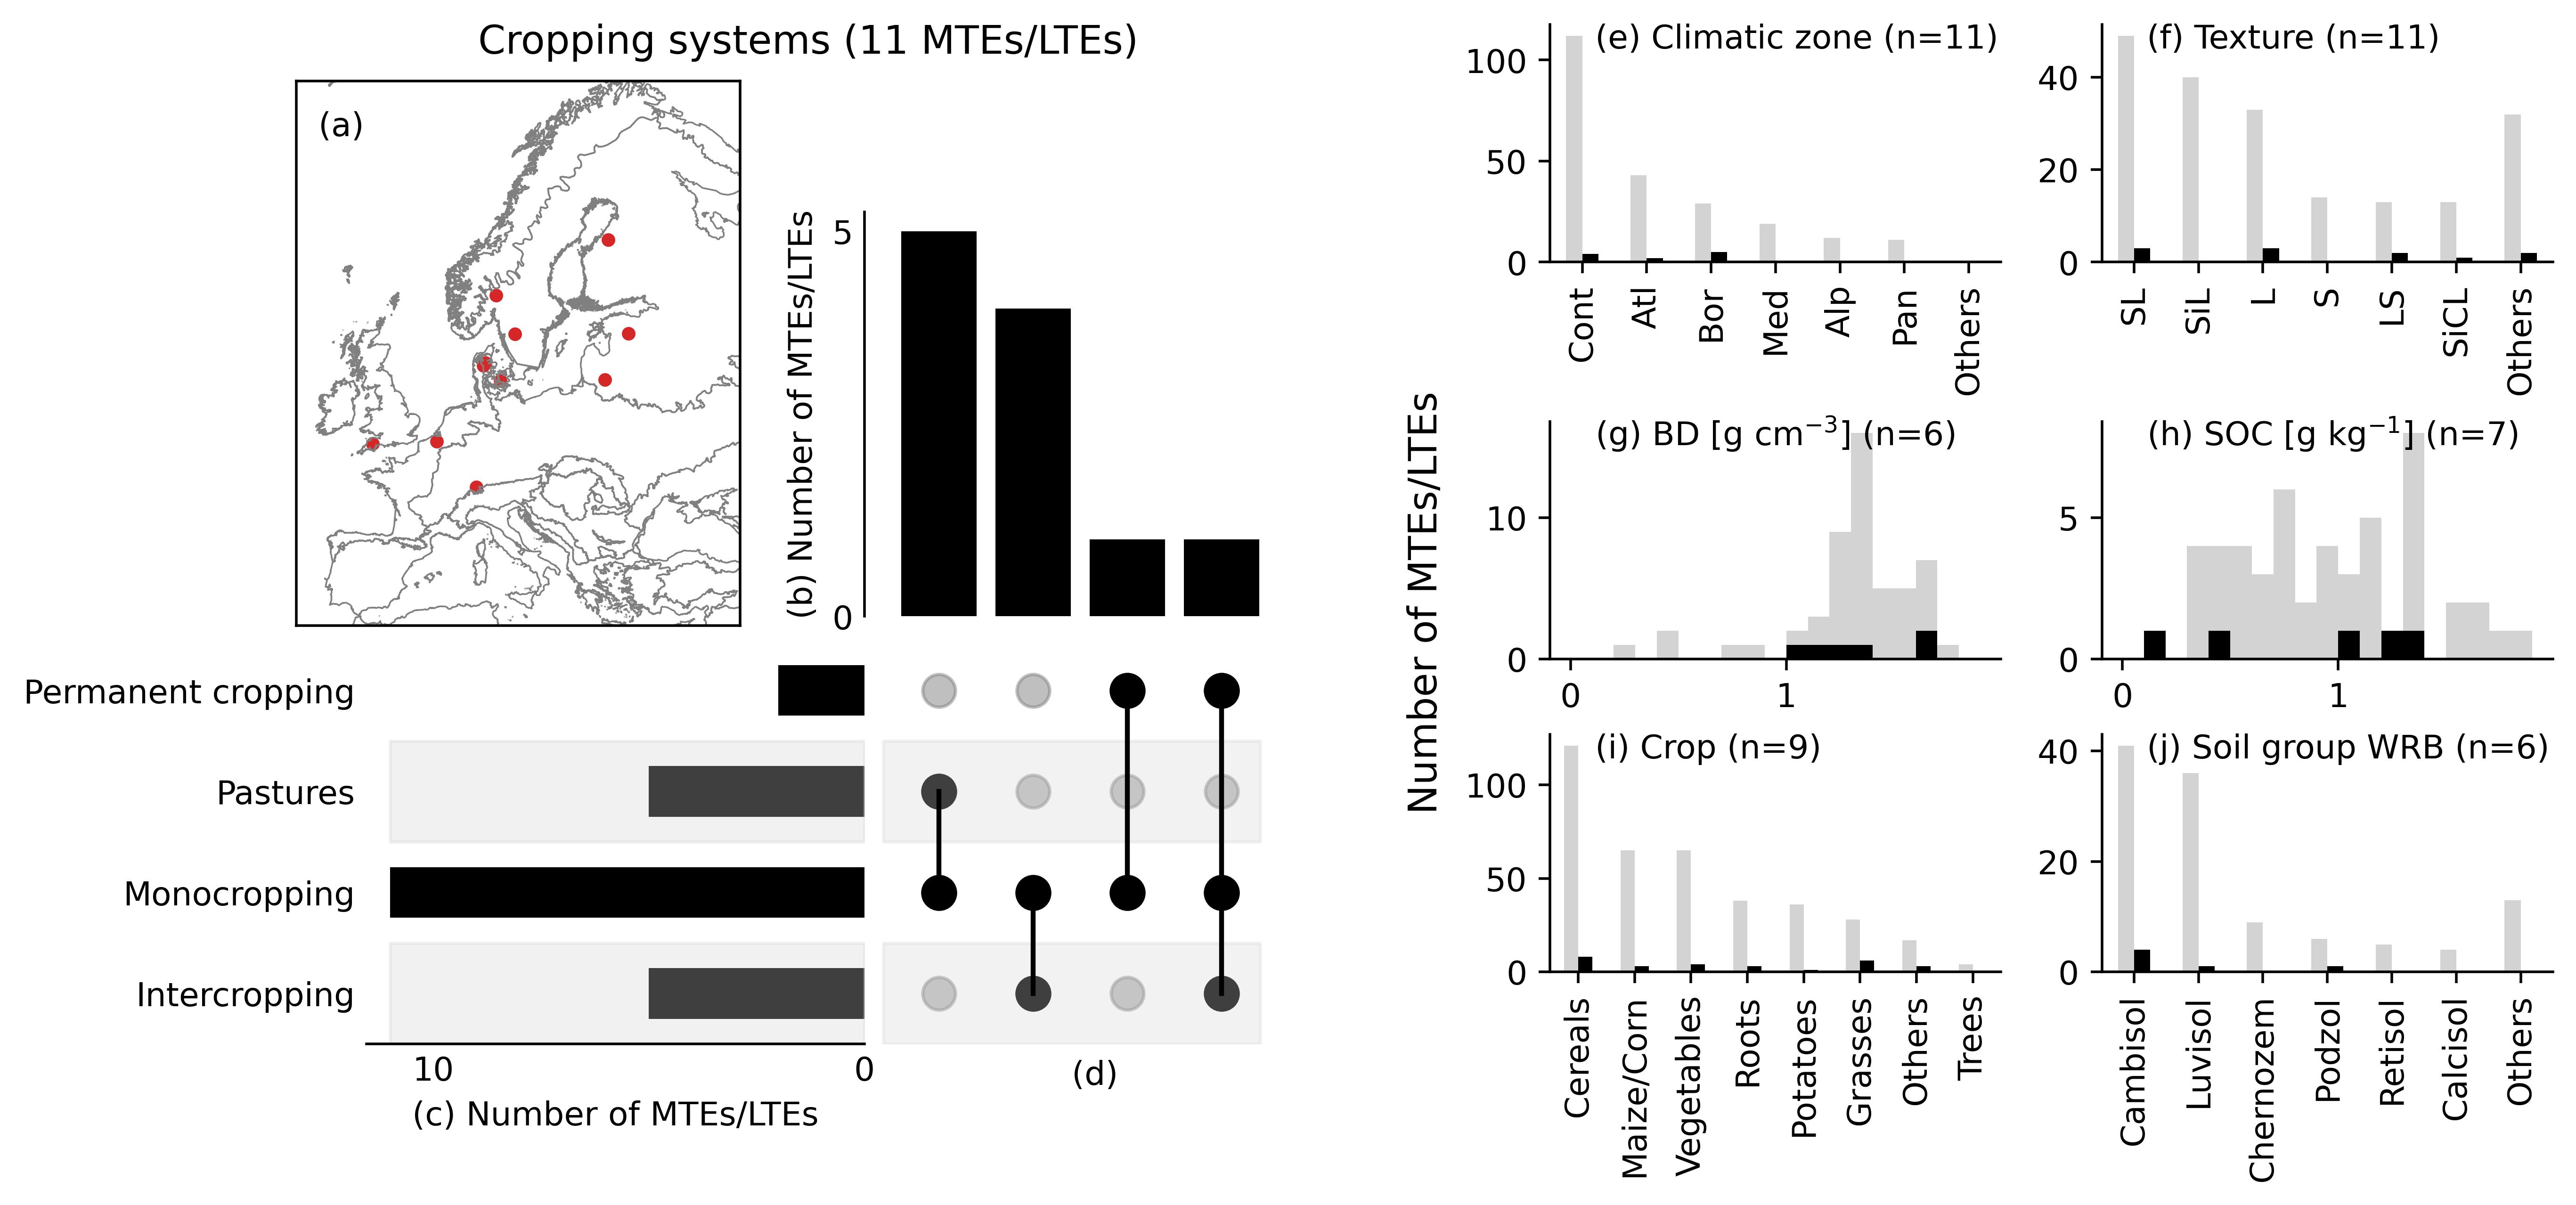 Cropping systems (11 MTEs/LTEs)
(a)
(b) Number of MTEs/LTEs
5
0
Permanent cropping
Pastures
Monocropping
Intercropping
10
0
(c) Number of MTEs/LTEs
(d)
Number of MTEs/LTEs
(e) Climatic zone (n=11)
100
50
0
Cont
Atl
Bor
Med
Alp
Pan
Others
(f) Texture (n=11)
40
20
0
SL
SiL
L
S
LS
SiCL
Others
(g) BD [g cm⁻³] (n=6)
10
0
0
1
(h) SOC [g kg⁻¹] (n=7)
5
0
0
1
(i) Crop (n=9)
100
50
0
Cereals
Maize/Corn
Vegetables
Roots
Potatoes
Grasses
Others
Trees
(j) Soil group WRB (n=6)
40
20
0
Cambisol
Luvisol
Chernozem
Podzol
Retisol
Calcisol
Others